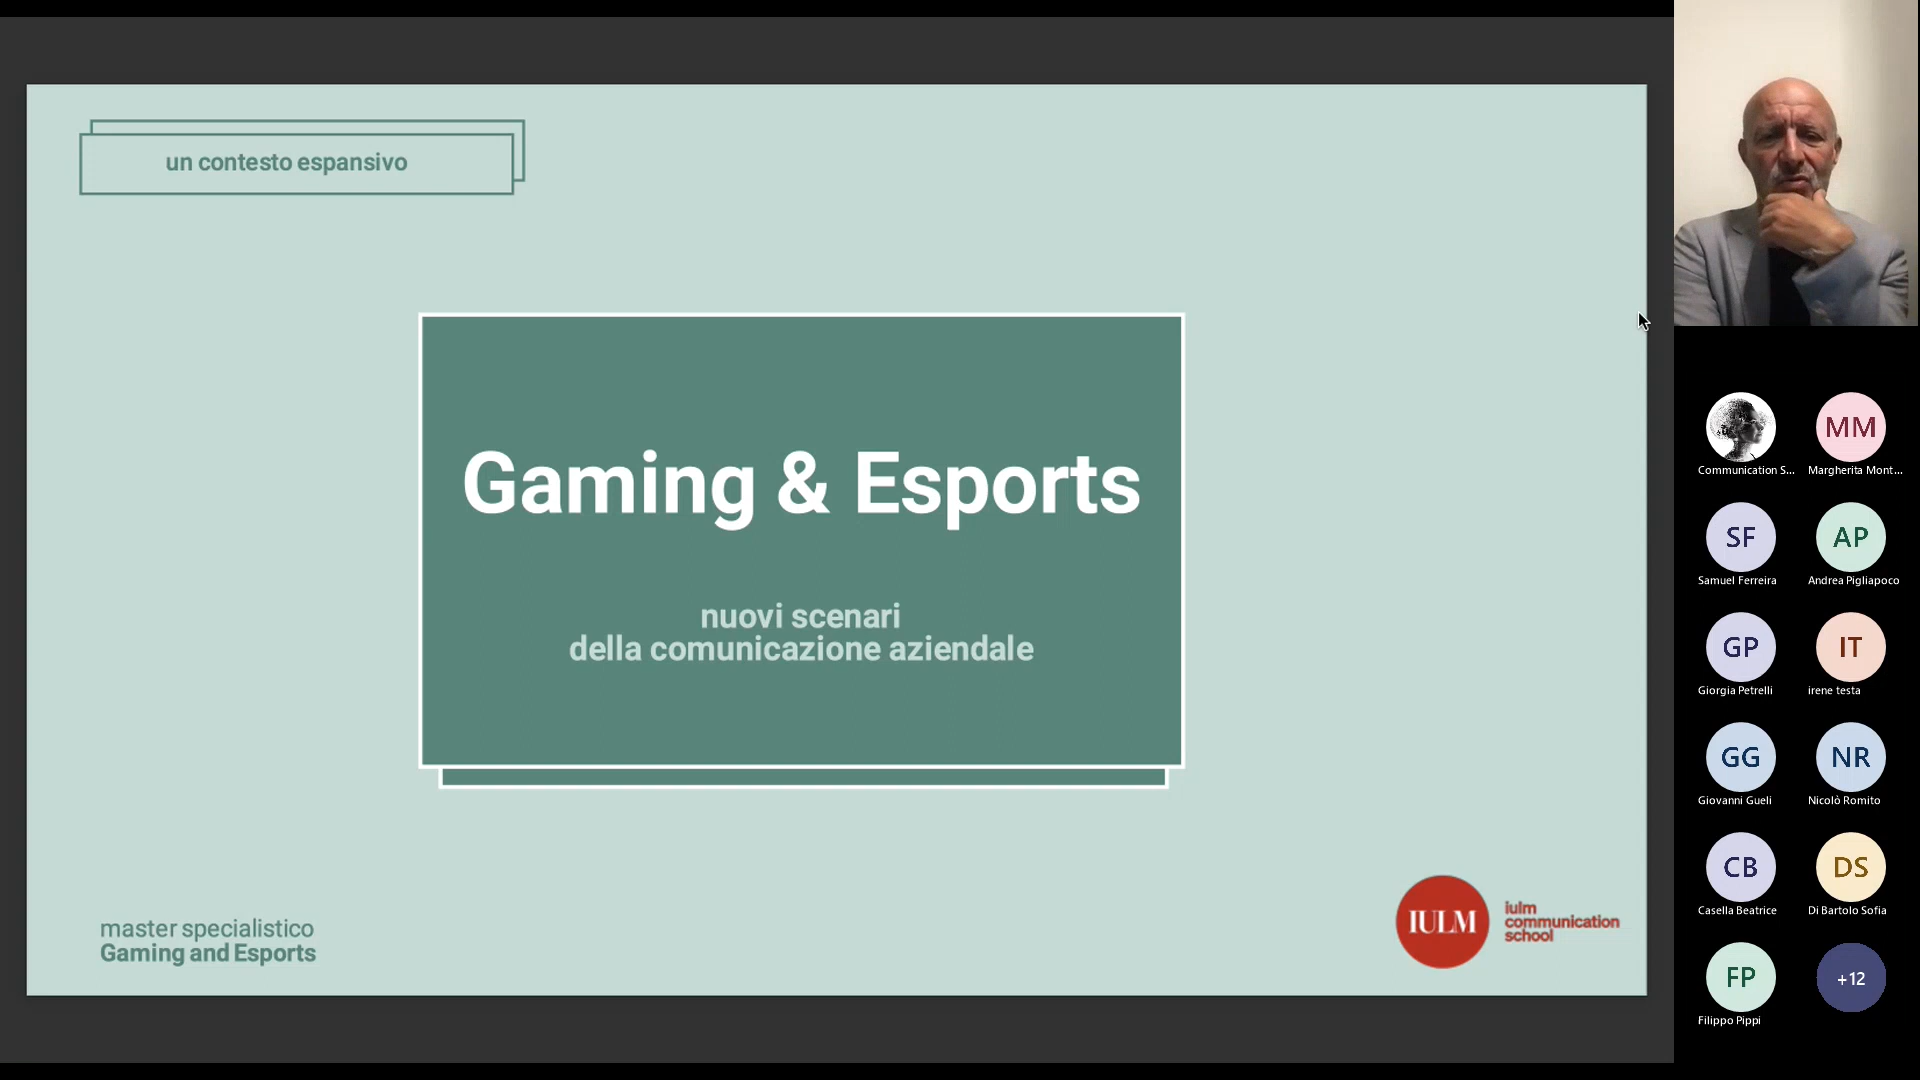 un contesto espansivo
Gaming & Esports
nuovi scenari
della comunicazione aziendale
master specialistico
Gaming and Esports
IULM
iulm
communication
school
Communication S...
MM
Margherita Mont...
SF
Samuel Ferreira
AP
Andrea Pigliapoco
GP
Giorgia Petrelli
IT
irene testa
GG
Giovanni Gueli
NR
Nicolò Romito
CB
Casella Beatrice
DS
Di Bartolo Sofia
FP
Filippo Pippi
+12